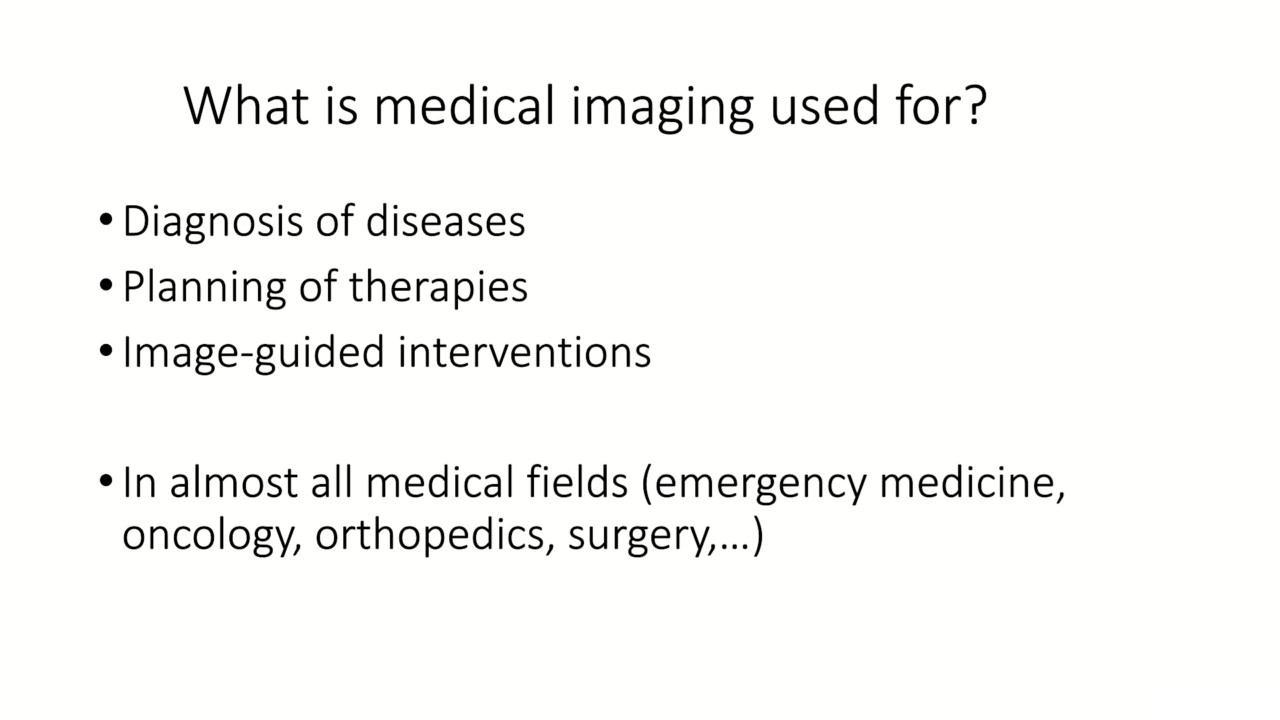 What is medical imaging used for?
• Diagnosis of diseases
• Planning of therapies
• Image-guided interventions
• In almost all medical fields (emergency medicine,
oncology, orthopedics, surgery,...)